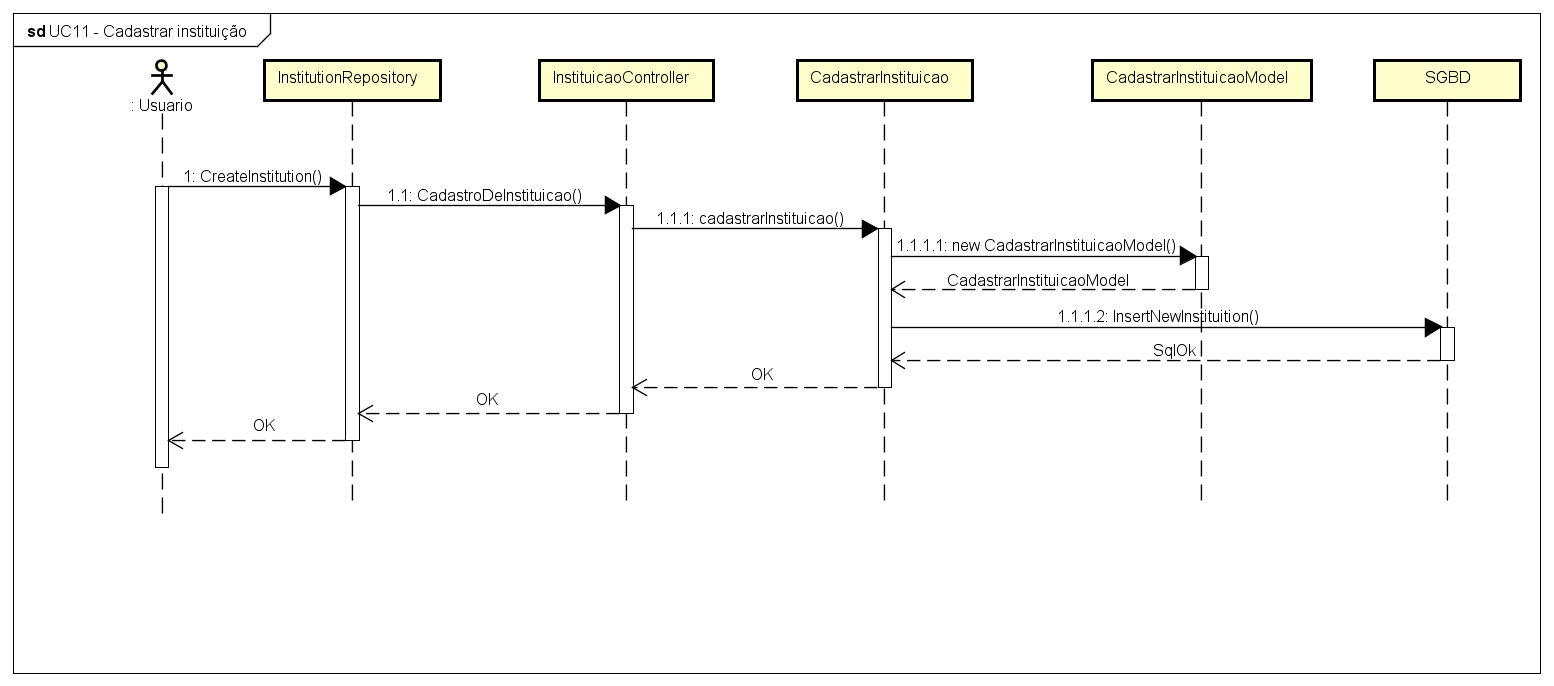 sd UC11 - Cadastrar instituição
: Usuario
InstitutionRepository
InstituicaoController
CadastrarInstituicao
CadastrarInstituicaoModel
SGBD
1: CreateInstitution()
1.1: CadastroDeInstituicao()
1.1.1: cadastrarInstituicao()
1.1.1.1: new CadastrarInstituicaoModel()
CadastrarInstituicaoModel
1.1.1.2: InsertNewInstituition()
SqlOk
OK
OK
OK